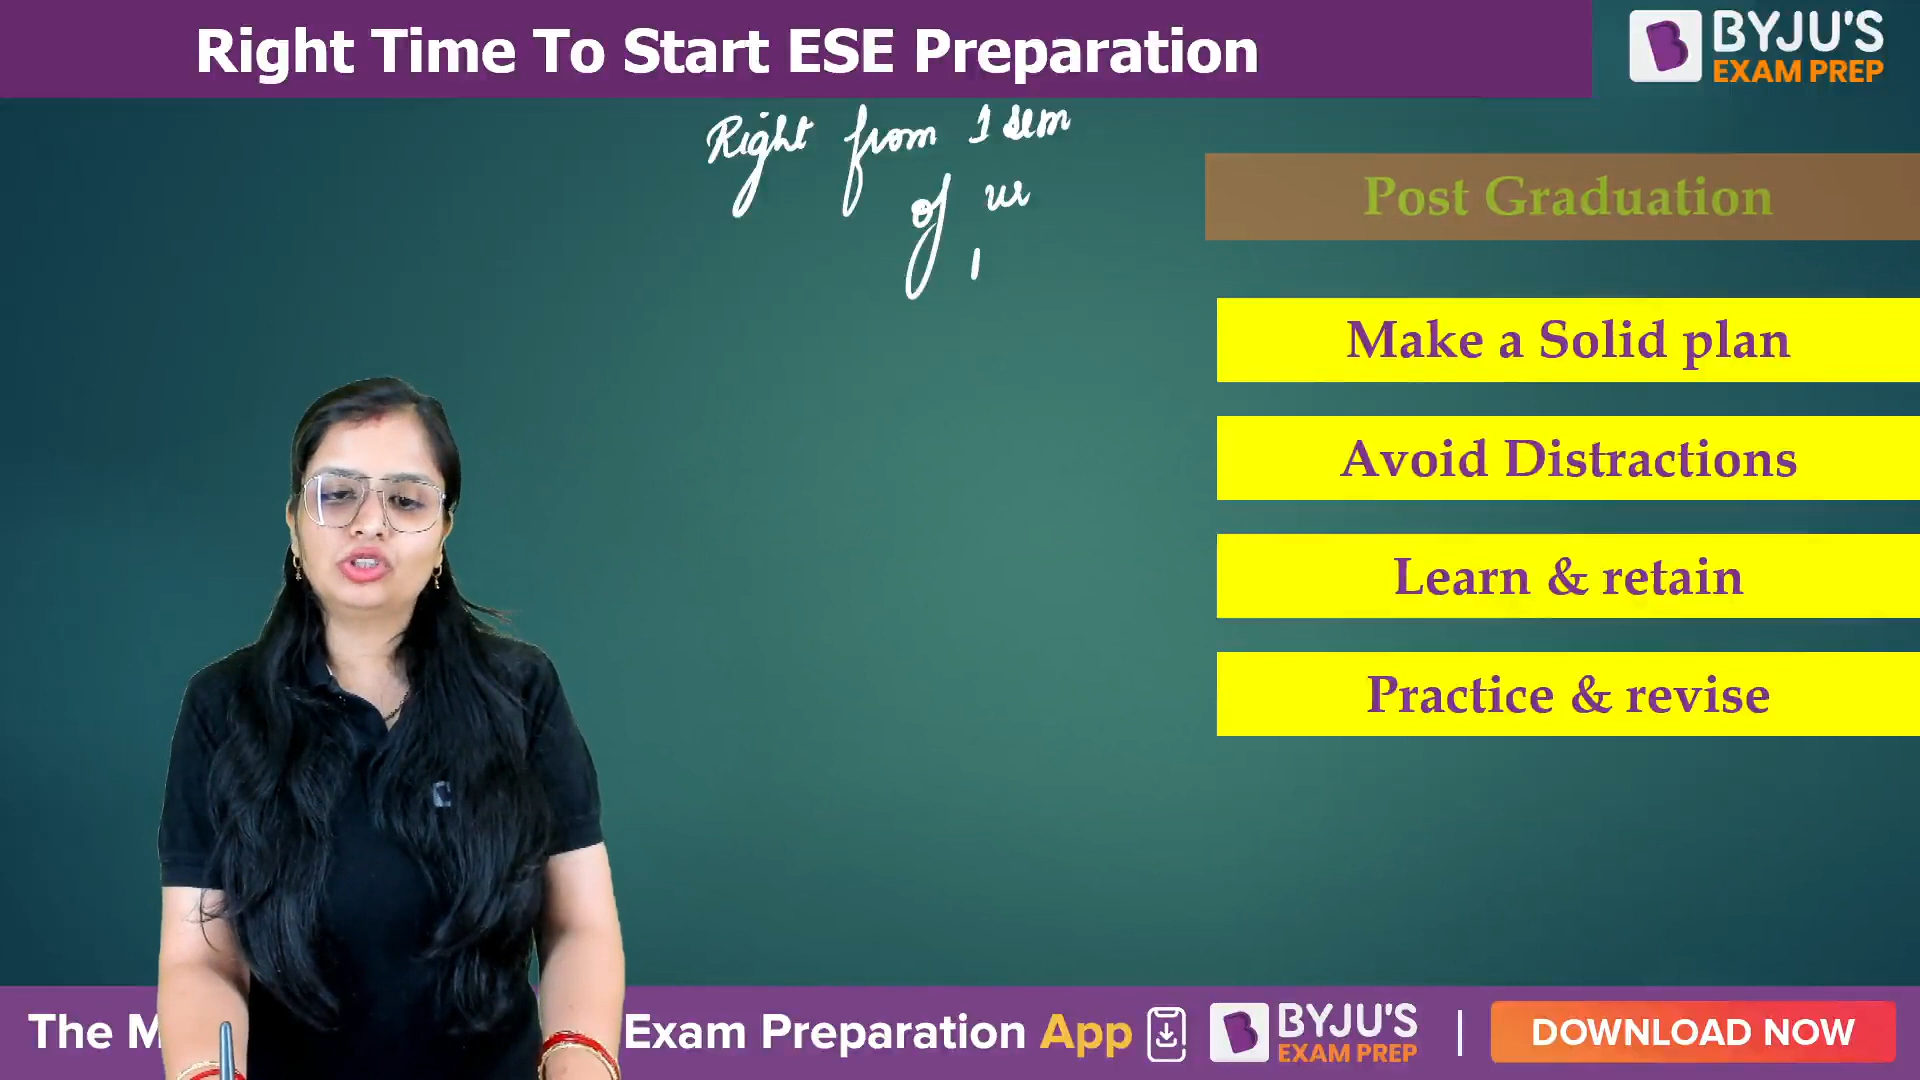 Right Time To Start ESE Preparation
BYJU'S
EXAM PREP
Right from 1 sem
of
Post Graduation
Make a Solid plan
Avoid Distractions
Learn & retain
Practice & revise
The M
Exam Preparation App
BYJU'S
EXAM PREP
DOWNLOAD NOW